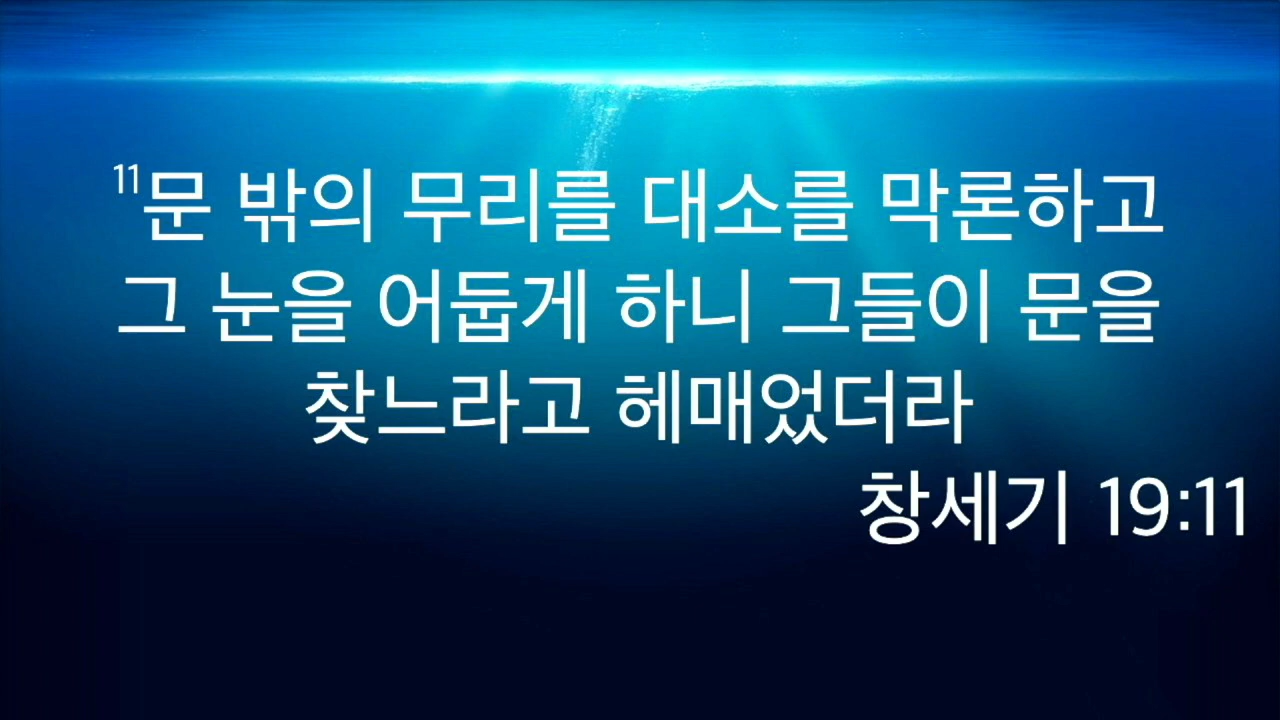 11문 밖의 무리를 대소를 막론하고
그 눈을 어둡게 하니 그들이 문을
찾느라고 헤매었더라
창세기 19:11